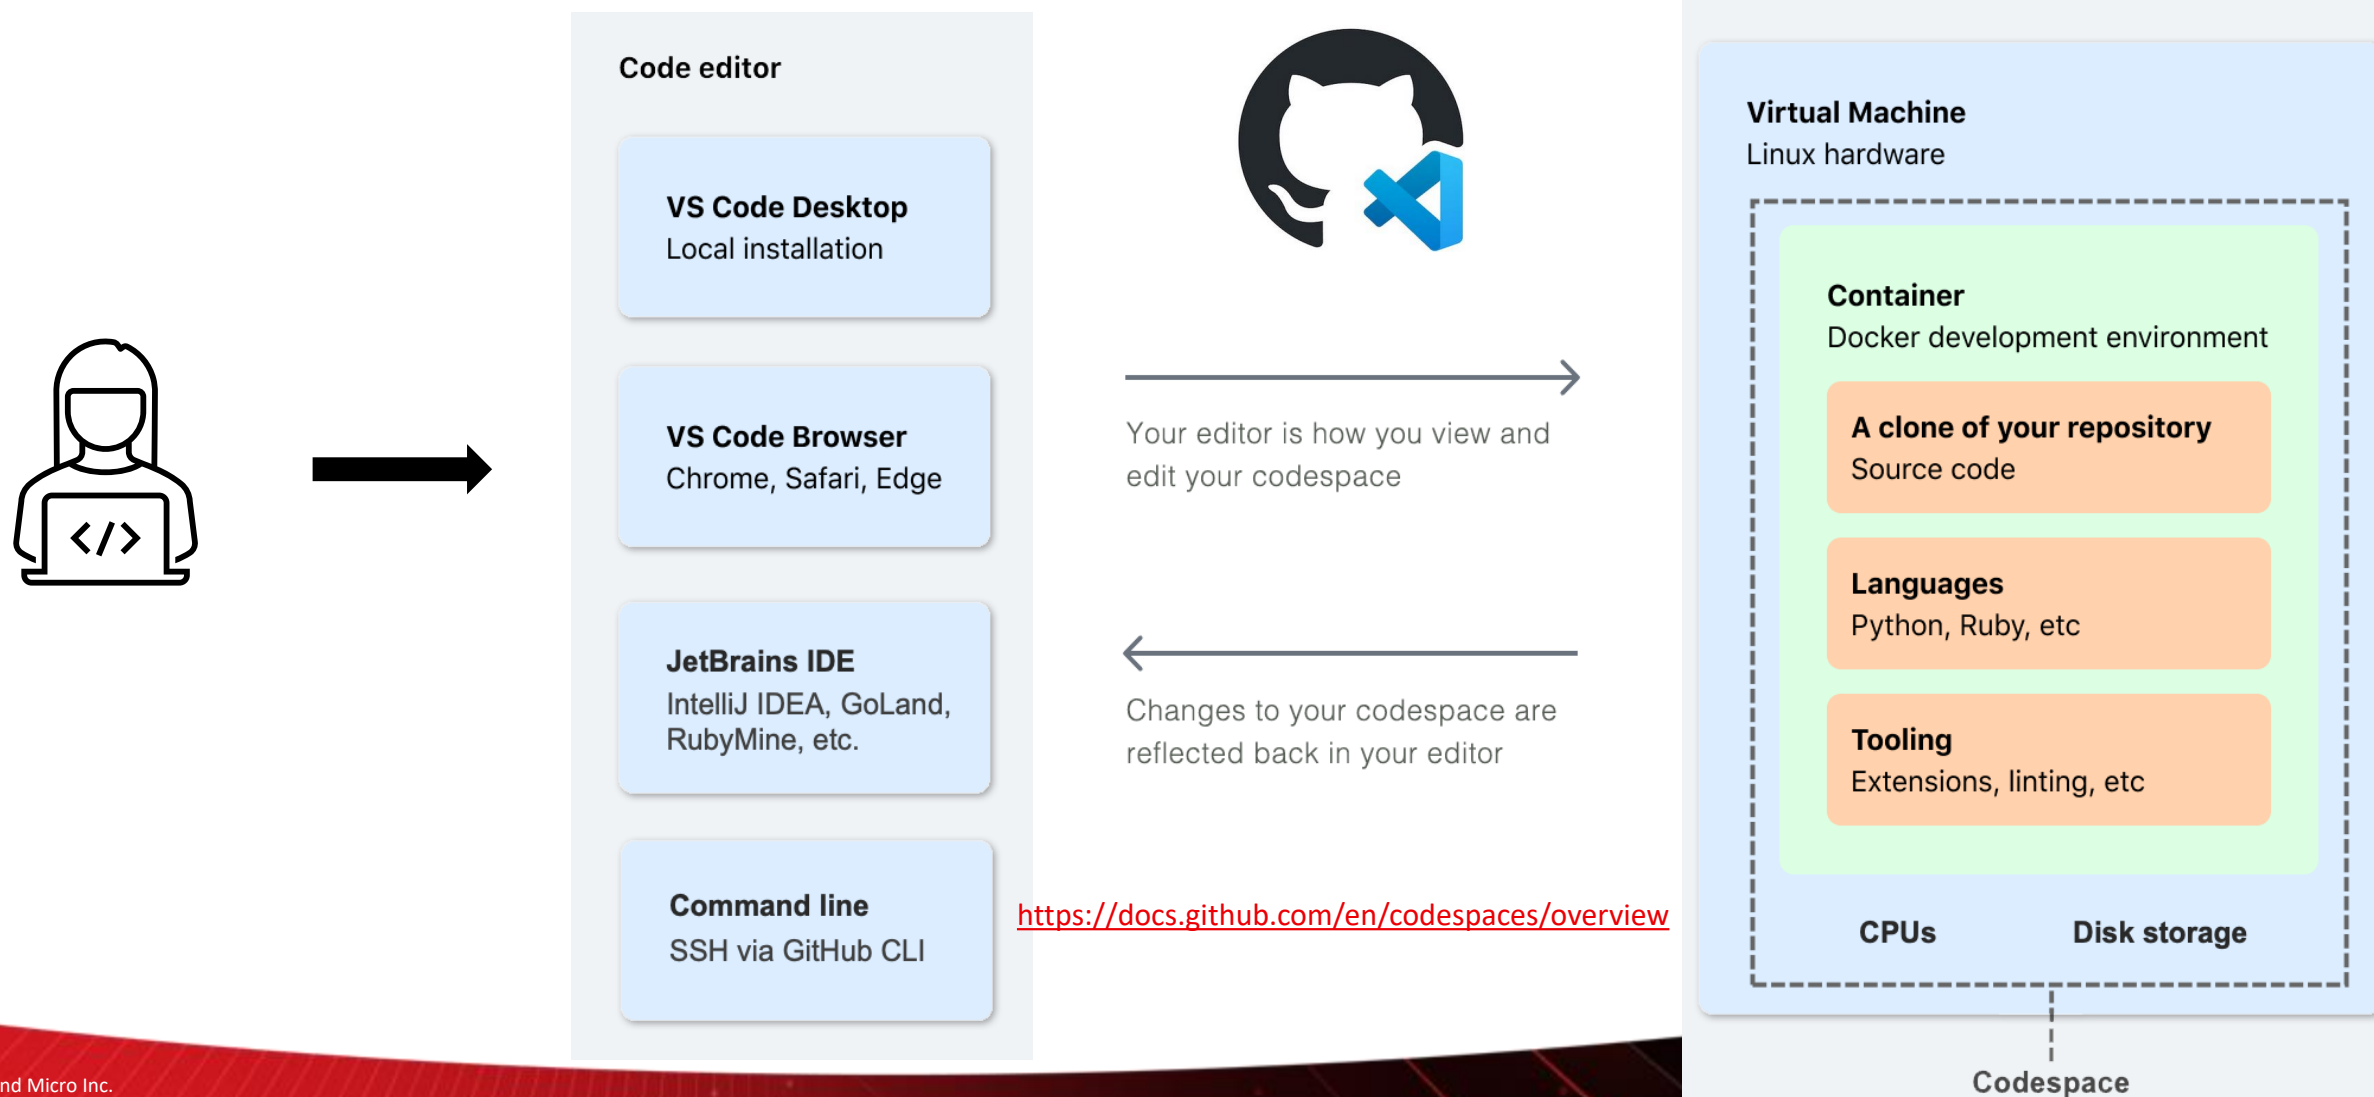 Code editor
VS Code Desktop
Local installation
VS Code Browser
Chrome, Safari, Edge
JetBrains IDE
IntelliJ IDEA, GoLand,
RubyMine, etc.
Command line
SSH via GitHub CLI
</>
Your editor is how you view and
edit your codespace
Changes to your codespace are
reflected back in your editor
https://docs.github.com/en/codespaces/overview
Virtual Machine
Linux hardware
Container
Docker development environment
A clone of your repository
Source code
Languages
Python, Ruby, etc
Tooling
Extensions, linting, etc
CPUs
Disk storage
Codespace
nd Micro Inc.